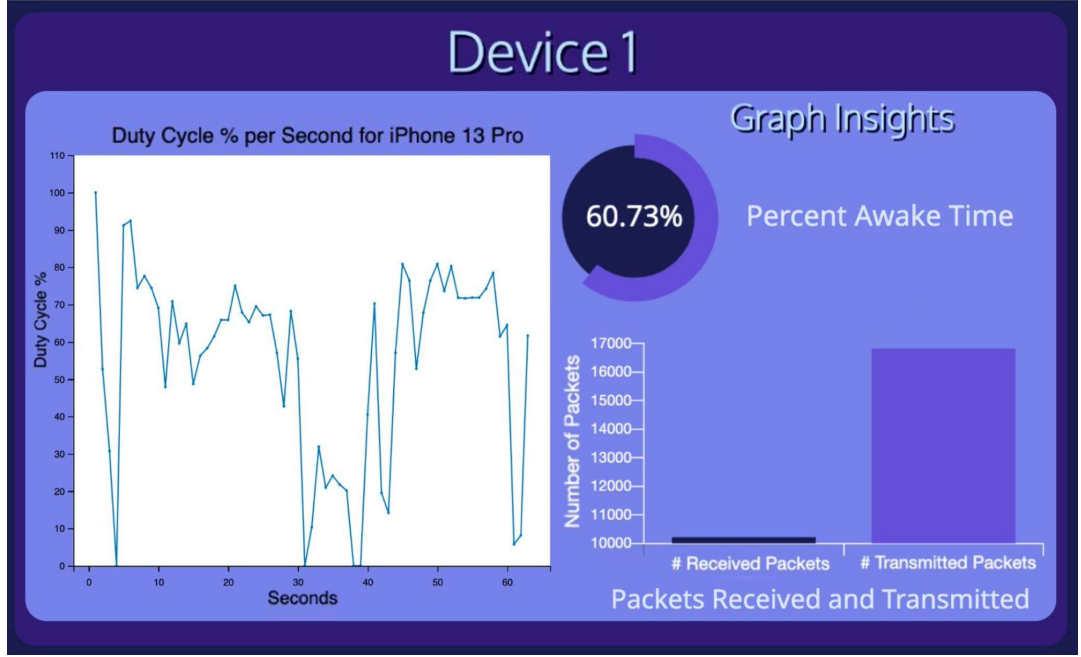 Device 1
Duty Cycle % per Second for iPhone 13 Pro
110
100
90
80
70
60
50
40
30
20
10
0
Duty Cycle %
0 10 20 30 40 50 60
Seconds
Graph Insights
60.73%
Percent Awake Time
17000
16000
15000
14000
13000
12000
11000
10000
Number of Packets
# Received Packets # Transmitted Packets
Packets Received and Transmitted